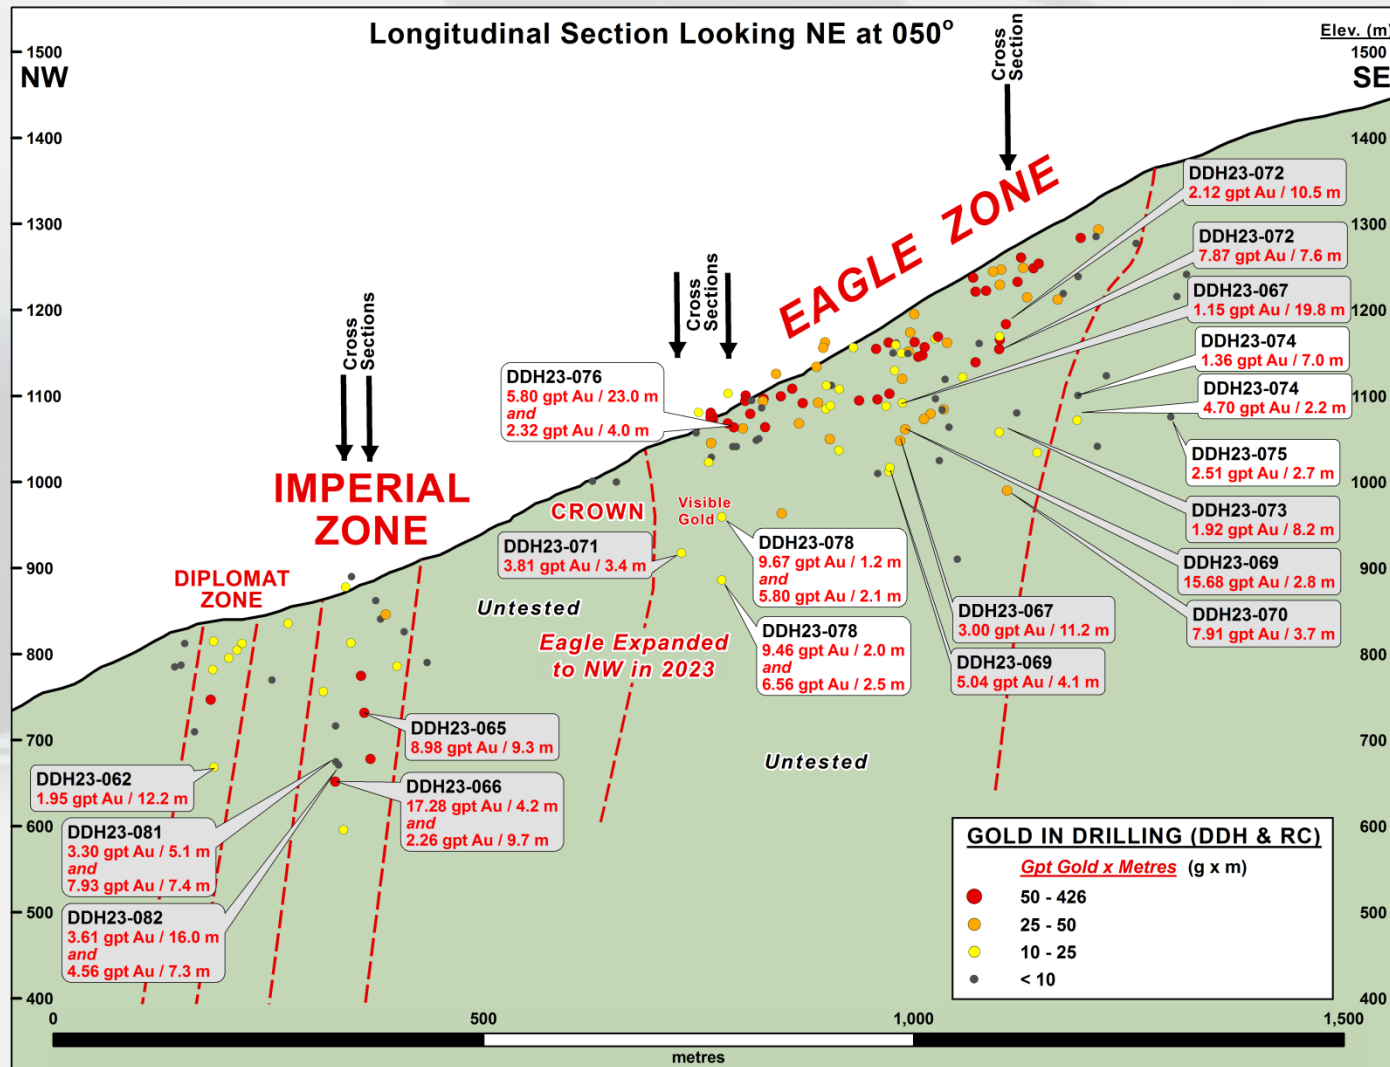 Longitudinal Section Looking NE at 050°
Elev. (m)
1500
1500
NW
SE
1400
1400
1300
1300
1200
1200
1100
1100
1000
1000
900
900
800
800
700
700
600
600
500
500
400
400
Cross
Section
Cross
Sections
Cross
Sections
EAGLE ZONE
IMPERIAL
ZONE
DIPLOMAT
ZONE
CROWN
Visible
Gold
Untested
Eagle Expanded
to NW in 2023
Untested
DDH23-072
2.12 gpt Au / 10.5 m
DDH23-072
7.87 gpt Au / 7.6 m
DDH23-067
1.15 gpt Au / 19.8 m
DDH23-074
1.36 gpt Au / 7.0 m
DDH23-074
4.70 gpt Au / 2.2 m
DDH23-075
2.51 gpt Au / 2.7 m
DDH23-073
1.92 gpt Au / 8.2 m
DDH23-069
15.68 gpt Au / 2.8 m
DDH23-070
7.91 gpt Au / 3.7 m
DDH23-076
5.80 gpt Au / 23.0 m
and
2.32 gpt Au / 4.0 m
DDH23-071
3.81 gpt Au / 3.4 m
DDH23-078
9.67 gpt Au / 1.2 m
and
5.80 gpt Au / 2.1 m
DDH23-078
9.46 gpt Au / 2.0 m
and
6.56 gpt Au / 2.5 m
DDH23-067
3.00 gpt Au / 11.2 m
DDH23-069
5.04 gpt Au / 4.1 m
DDH23-065
8.98 gpt Au / 9.3 m
DDH23-066
17.28 gpt Au / 4.2 m
and
2.26 gpt Au / 9.7 m
DDH23-062
1.95 gpt Au / 12.2 m
DDH23-081
3.30 gpt Au / 5.1 m
and
7.93 gpt Au / 7.4 m
DDH23-082
3.61 gpt Au / 16.0 m
and
4.56 gpt Au / 7.3 m
GOLD IN DRILLING (DDH & RC)
Gpt Gold x Metres (g x m)
50 - 426
25 - 50
10 - 25
< 10
0
500
1,000
1,500
metres